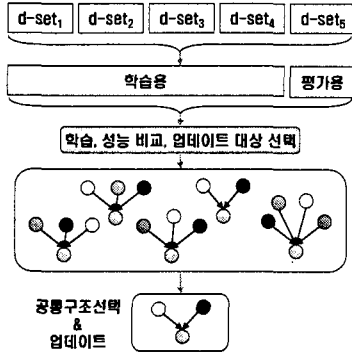 d-set₁ d-set₂ d-set₃ d-set₄ d-set₅
학습용 평가용
학습, 성능 비교, 업데이트 대상 선택
공통구조선택
&
업데이트